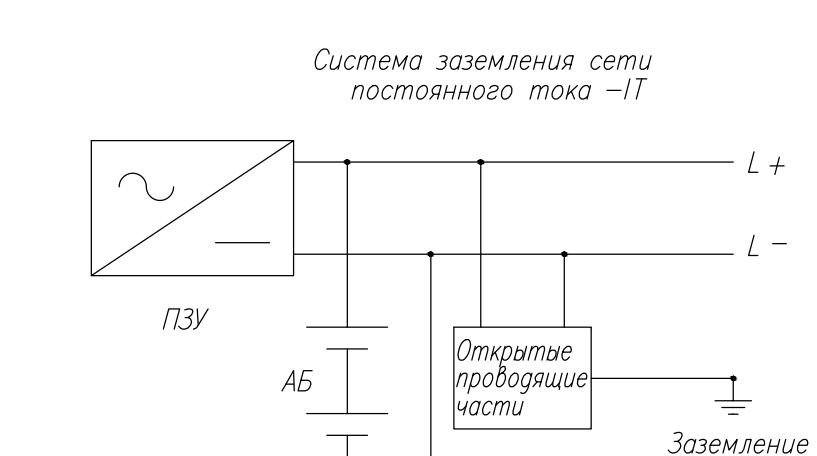 Система заземления сети
постоянного тока –IT
L +
L –
ПЗУ
Открытые
проводящие
части
АБ
Заземление